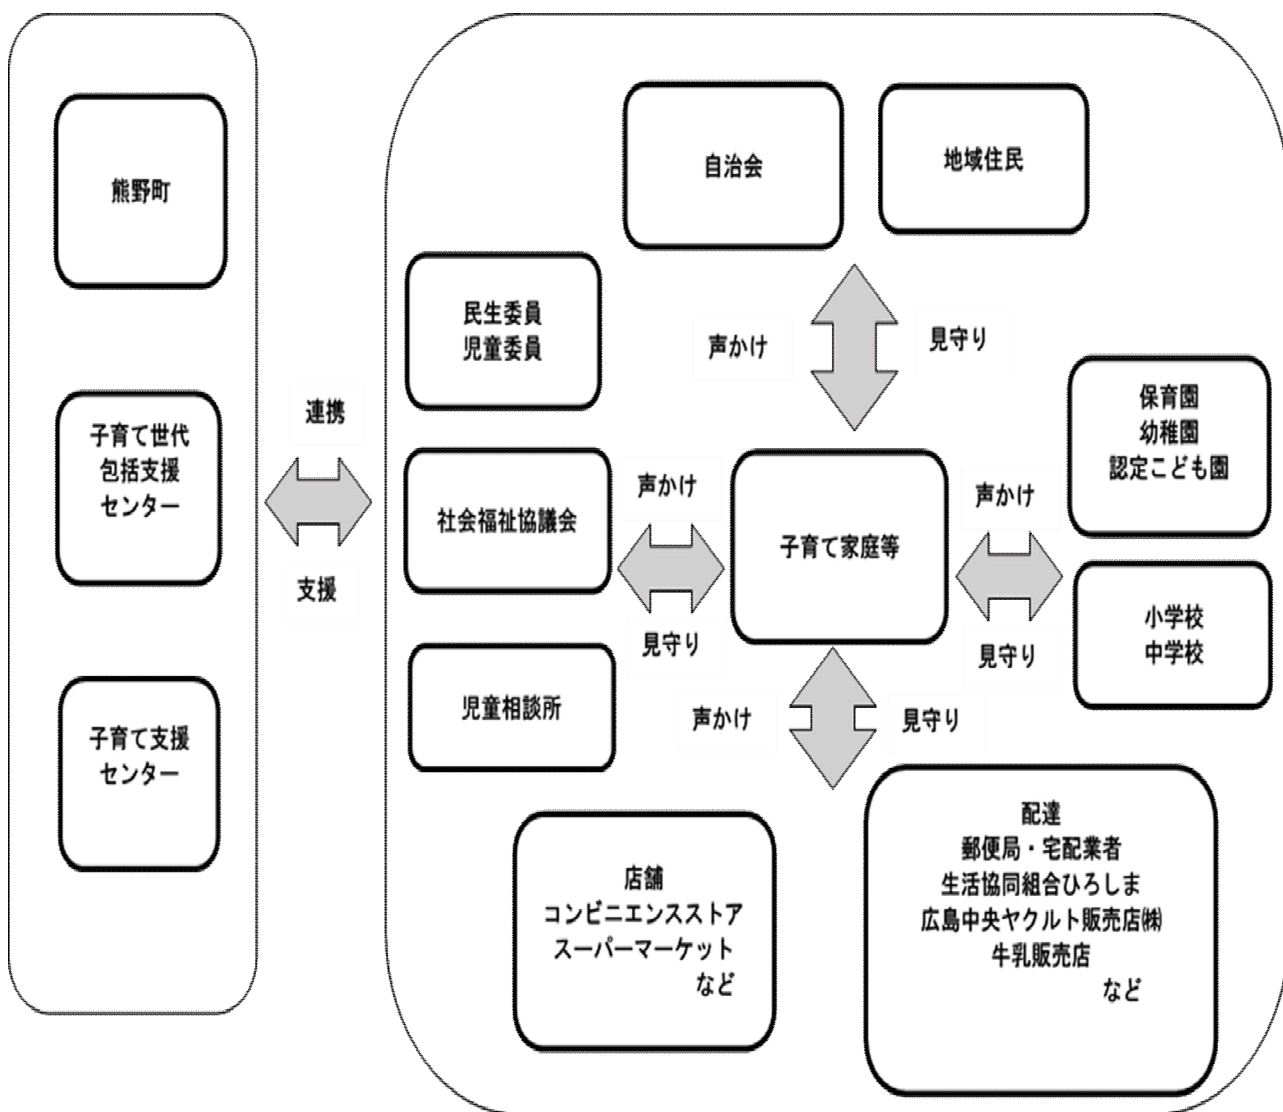 熊野町
子育て世代
包括支援
センター
子育て支援
センター
連携
支援
自治会
地域住民
声かけ
見守り
民生委員
児童委員
社会福祉協議会
児童相談所
声かけ
見守り
子育て家庭等
声かけ
見守り
保育園
幼稚園
認定こども園
小学校
中学校
声かけ
見守り
店舗
コンビニエンスストア
スーパーマーケット
など
配達
郵便局・宅配業者
生活協同組合ひろしま
広島中央ヤクルト販売店㈱
牛乳販売店
など